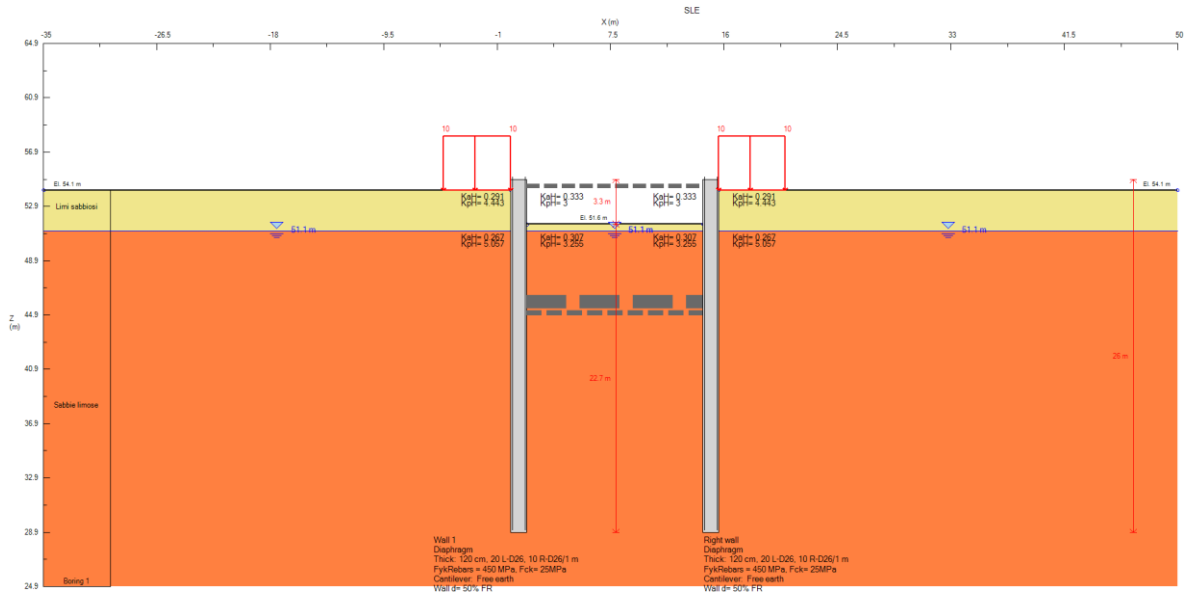 SLE
X (m)
-35 -26.5 -18 -9.5 -1 7.5 16 24.5 33 41.5 50
64.9
60.9
56.9
52.9
48.9
44.9
40.9
36.9
32.9
28.9
24.9
Z
(m)
10 10 10 10
El. 54.1 m
El. 54.1 m
Limi sabbiosi
KaH= 0.291 KaH= 0.333 KaH= 0.333 KaH= 0.291
KpH= 4.443 KpH= 3 KpH= 3 KpH= 4.443
3.3 m
El. 51.6 m
51.1 m 51.1 m
KaH= 0.267 KaH= 0.307 KaH= 0.307 KaH= 0.267
KpH= 5.057 KpH= 3.255 KpH= 3.255 KpH= 5.057
26 m
22.7 m
Sabbie limose
Boring 1
Wall 1
Diaphragm
Thick: 120 cm, 20 L-D26, 10 R-D26/1 m
FykRebars = 450 MPa, Fck= 25MPa
Cantilever: Free earth
Wall d= 50% FR
Right wall
Diaphragm
Thick: 120 cm, 20 L-D26, 10 R-D26/1 m
FykRebars = 450 MPa, Fck= 25MPa
Cantilever: Free earth
Wall d= 50% FR